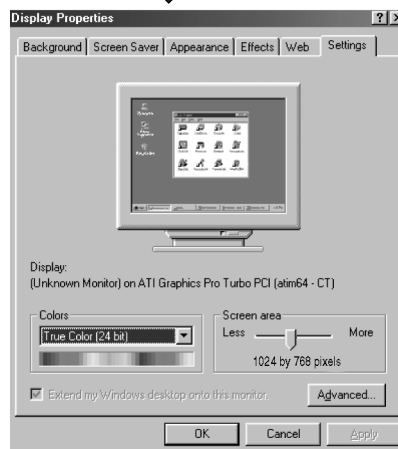 Display Properties
Background Screen Saver Appearance Effects Web Settings
Display:
(Unknown Monitor) on ATI Graphics Pro Turbo PCI (atim64 - CT)
Colors
True Color (24 bit)
Screen area
Less More
1024 by 768 pixels
Extend my Windows desktop onto this monitor.
Advanced...
OK Cancel Apply